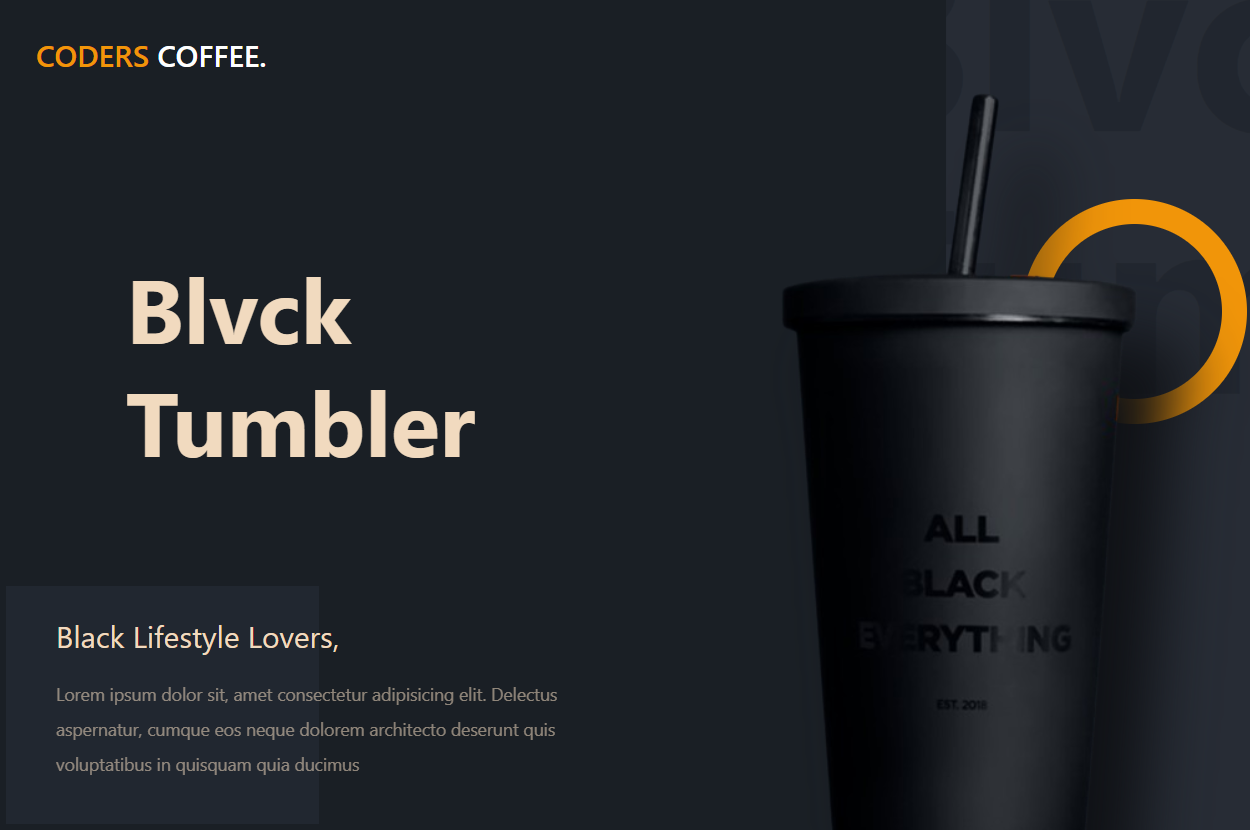 CODERS COFFEE.
Blvck
Tumbler
Black Lifestyle Lovers,
Lorem ipsum dolor sit, amet consectetur adipisicing elit. Delectus
aspernatur, cumque eos neque dolorem architecto deserunt quis
voluptatibus in quisquam quia ducimus
ALL
BLACK
EVERYTHING
EST. 2018